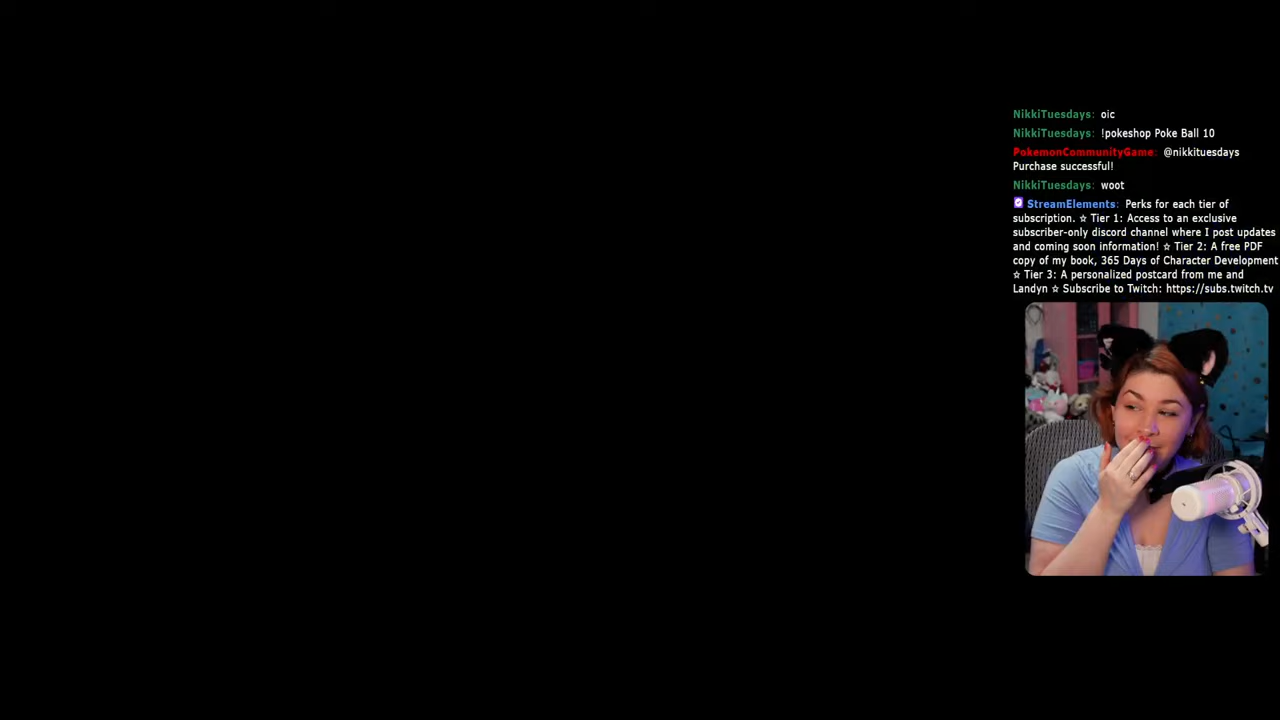 NikkiTuesdays: oic
NikkiTuesdays: !pokeshop Poke Ball 10
PokemonCommunityGame: @nikkituesdays
Purchase successful!
NikkiTuesdays: woot
StreamElements: Perks for each tier of
subscription. ☆ Tier 1: Access to an exclusive
subscriber-only discord channel where I post updates
and coming soon information! ☆ Tier 2: A free PDF
copy of my book, 365 Days of Character Development
☆ Tier 3: A personalized postcard from me and
Landyn ☆ Subscribe to Twitch: https://subs.twitch.tv